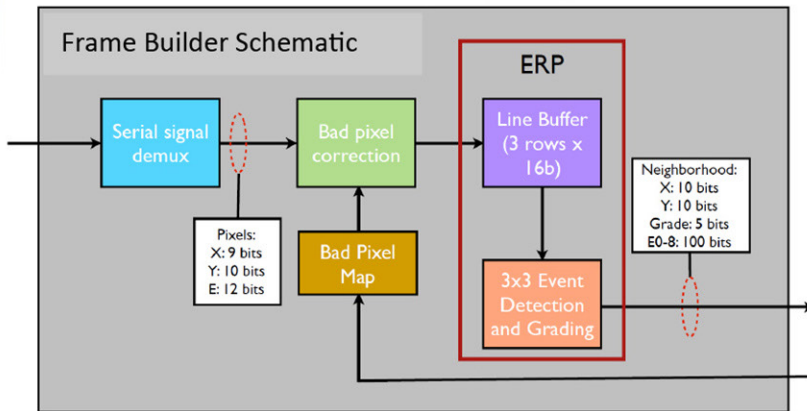 Frame Builder Schematic
ERP
Serial signal
demux
Bad pixel
correction
Line Buffer
(3 rows x
16b)
Neighborhood:
X: 10 bits
Y: 10 bits
Grade: 5 bits
E0-8: 100 bits
Pixels:
X: 9 bits
Y: 10 bits
E: 12 bits
Bad Pixel
Map
3x3 Event
Detection
and Grading